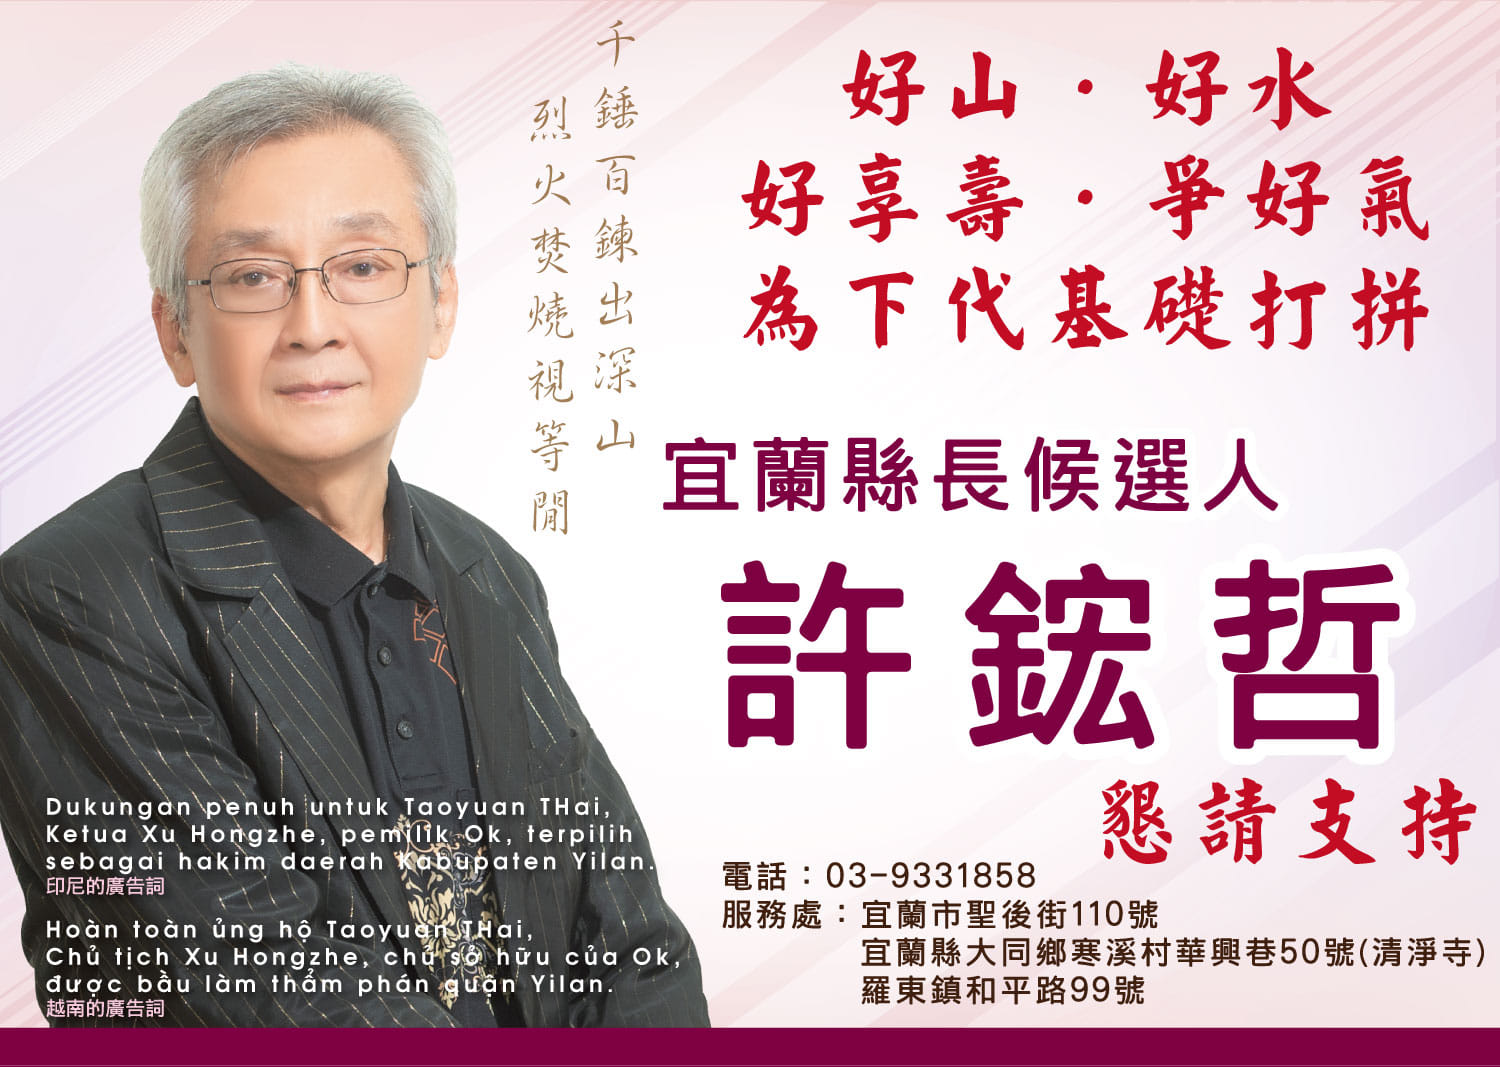 千錘百鍊出深山
烈火焚燒視等閒
好山・好水
好享壽・爭好氣
為下代基礎打拼
宜蘭縣長候選人
許鋐哲
懇請支持
電話：03-9331858
服務處：宜蘭市聖後街110號
宜蘭縣大同鄉寒溪村華興巷50號(清淨寺)
羅東鎮和平路99號
Dukungan penuh untuk Taoyuan THai,
Ketua Xu Hongzhe, pemilik Ok, terpilih
sebagai hakim daerah Kabupaten Yilan.
印尼的廣告詞
Hoàn toàn ủng hộ Taoyuan THai,
Chủ tịch Xu Hongzhe, chủ sở hữu của Ok,
được bầu làm thẩm phán quận Yilan.
越南的廣告詞